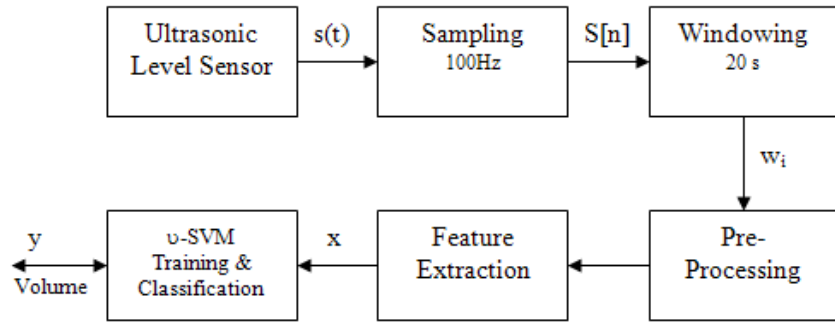 Ultrasonic
Level Sensor
s(t)
Sampling
100Hz
S[n]
Windowing
20 s
wᵢ
Pre-
Processing
Feature
Extraction
x
υ-SVM
Training &
Classification
y
Volume